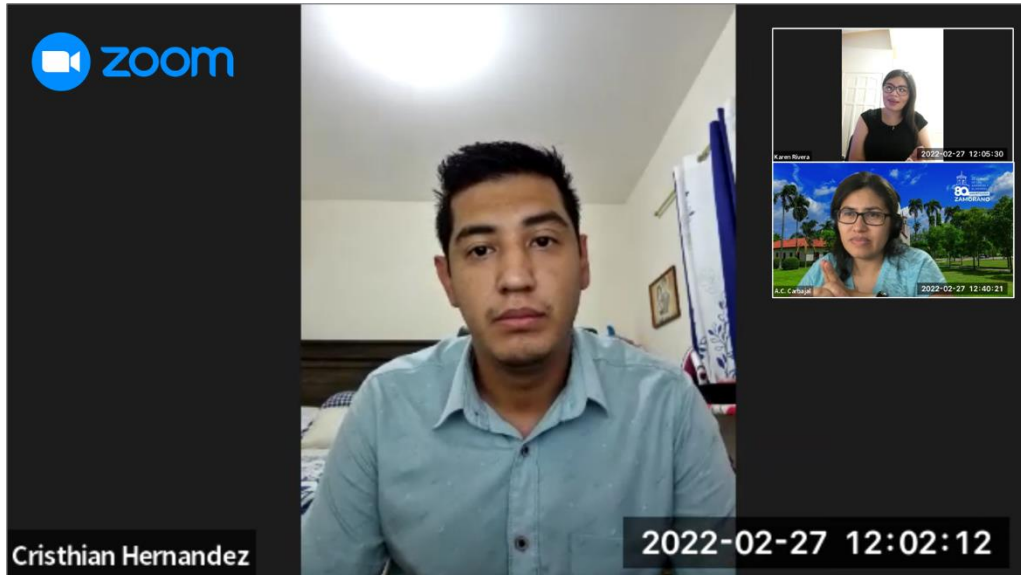 zoom
Karen Rivera
2022-02-27 12:05:30
80
ZAMORANO
A.C. Carbajal
2022-02-27 12:40:21
Cristhian Hernandez
2022-02-27 12:02:12